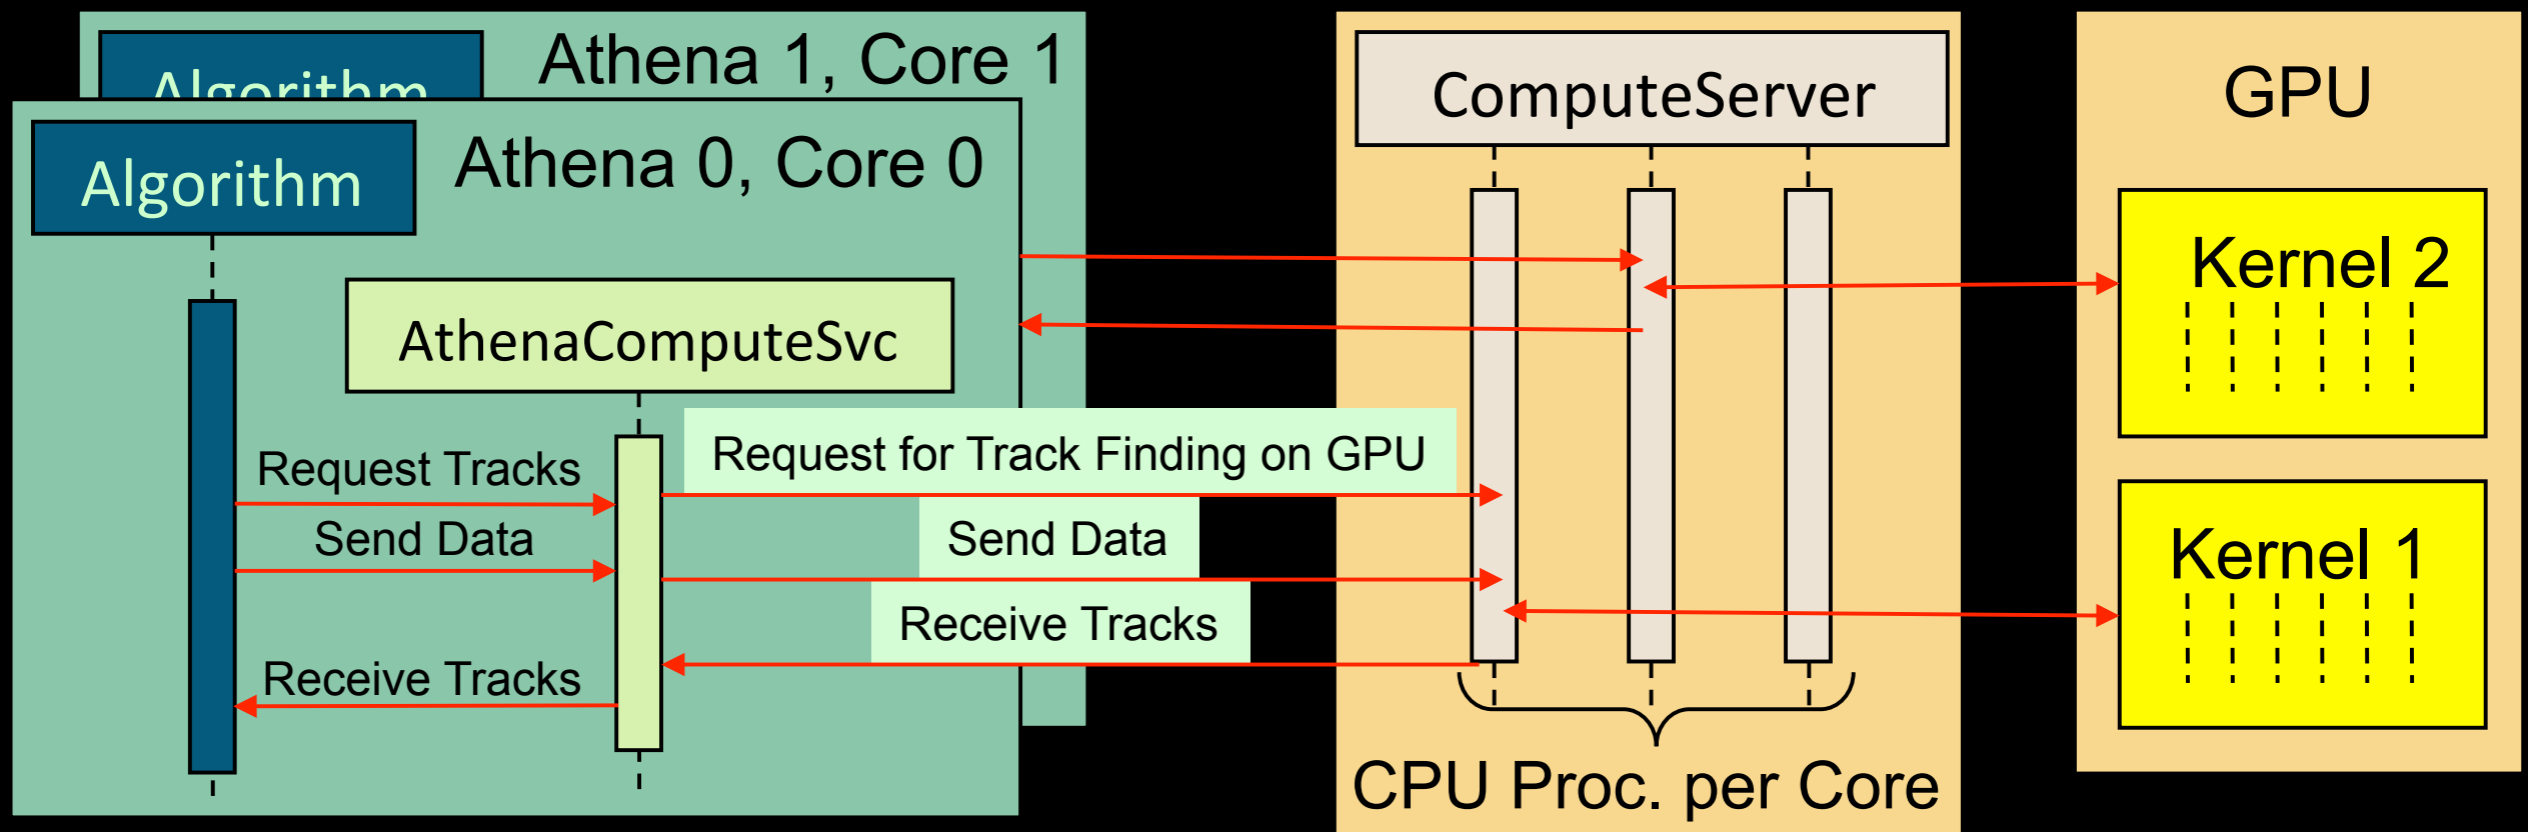 Athena 1, Core 1
Algorithm
Athena 0, Core 0
Algorithm
AthenaComputeSvc
Request Tracks
Send Data
Receive Tracks
Request for Track Finding on GPU
Send Data
Receive Tracks
ComputeServer
CPU Proc. per Core
GPU
Kernel 2
Kernel 1